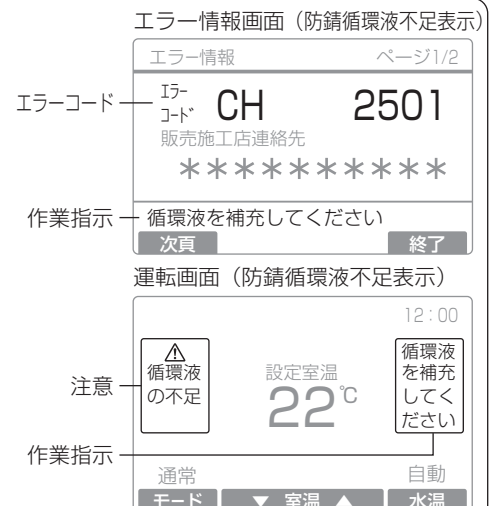 エラー情報画面（防錆循環液不足表示）
エラー情報 ページ1/2
エラーコード
ｴﾗｰ
ｺｰﾄﾞ CH 2501
販売施工店連絡先
＊＊＊＊＊＊＊＊＊＊
作業指示
循環液を補充してください
次頁 終了
運転画面（防錆循環液不足表示）
12:00
注意
⚠
循環液
の不足
設定室温
22℃
循環液
を補充
してく
ださい
作業指示
通常 自動
モード ▼ 室温 ▲ 水温